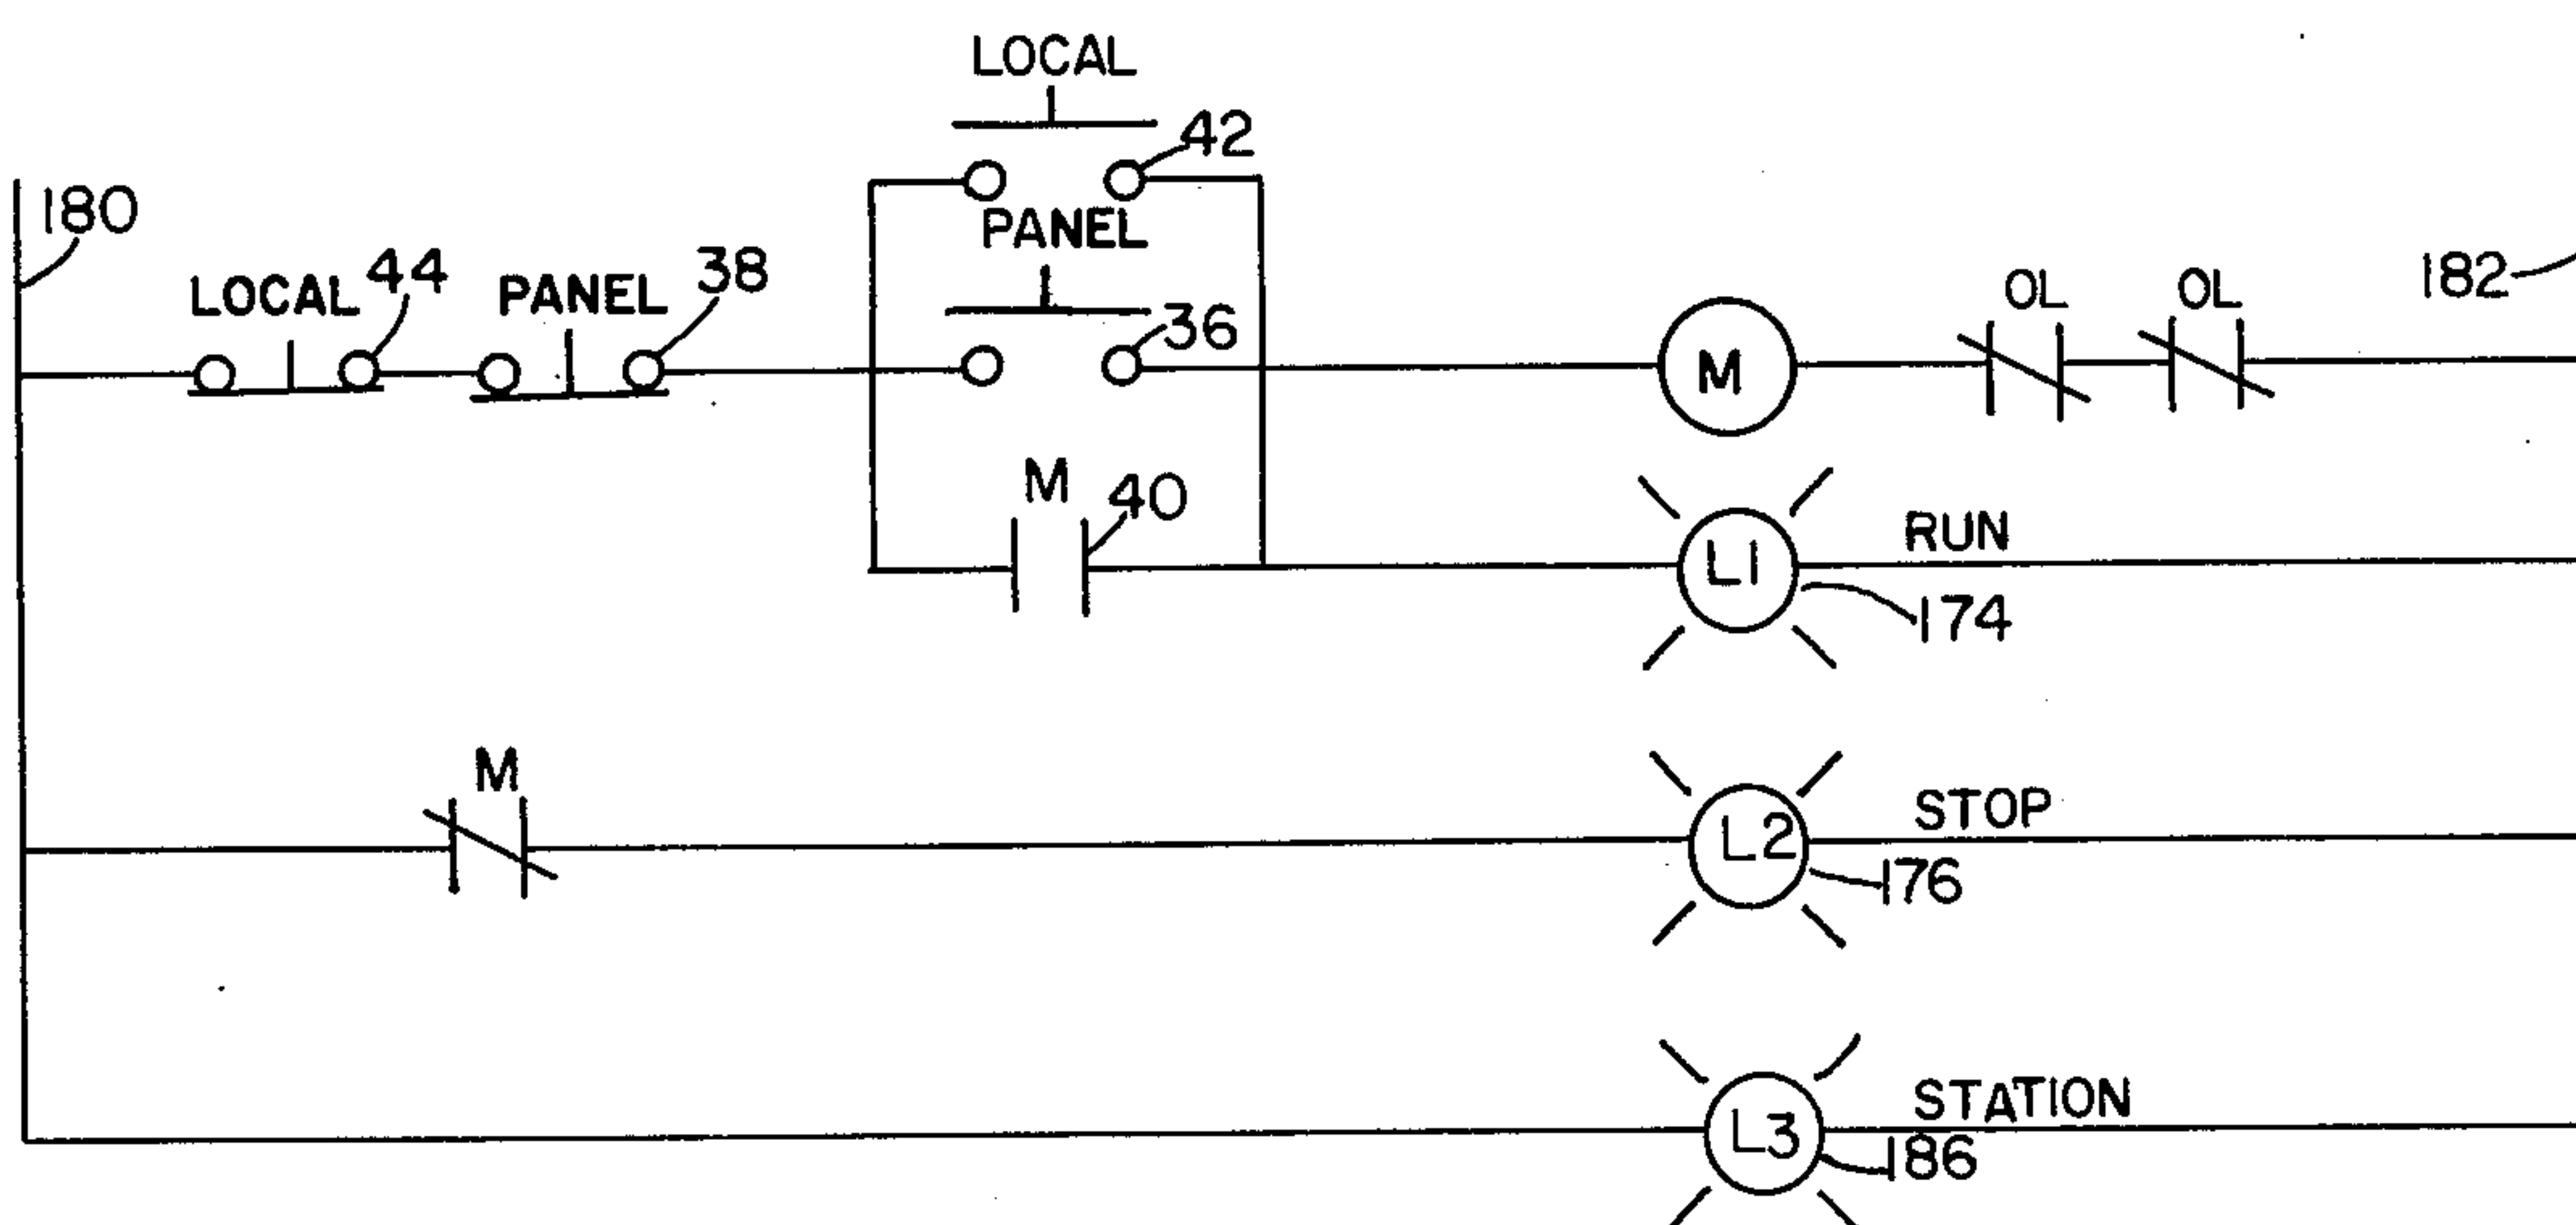 LOCAL
42
180
PANEL
LOCAL 44
PANEL 38
36
182
OL
OL
M
M
40
L1
RUN
174
M
L2
STOP
176
L3
STATION
186